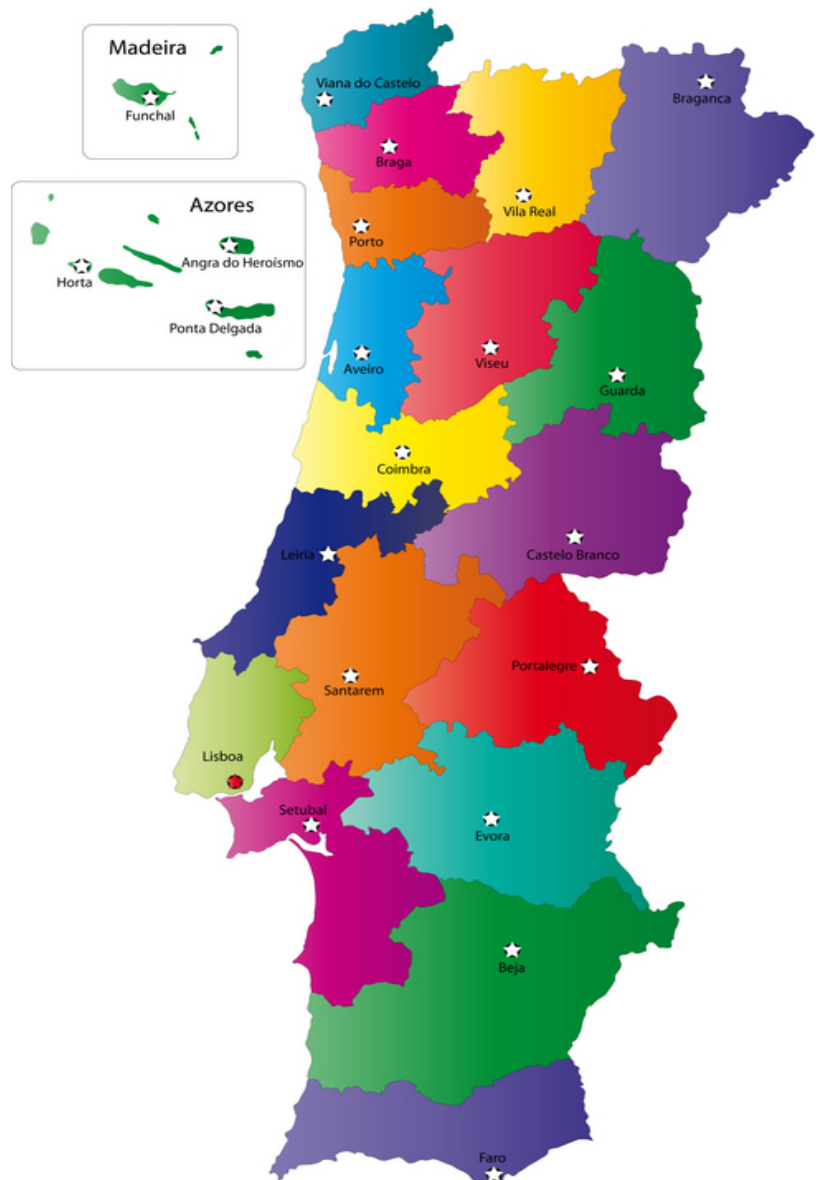 Madeira
Funchal
Azores
Angra do Heroísmo
Horta
Ponta Delgada
Viana do Castelo
Braganca
Braga
Vila Real
Porto
Aveiro
Viseu
Guarda
Coimbra
Leiria
Castelo Branco
Portalegre
Santarem
Lisboa
Setubal
Evora
Beja
Faro